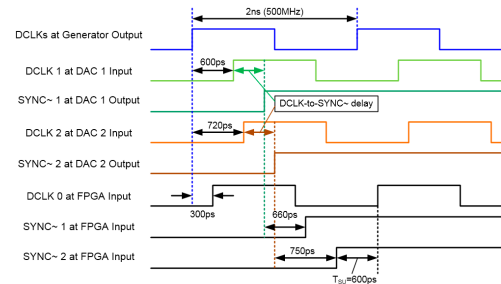 2ns (500MHz)
DCLKs at Generator Output
600ps
DCLK 1 at DAC 1 Input
SYNC~ 1 at DAC 1 Output
DCLK-to-SYNC~ delay
720ps
DCLK 2 at DAC 2 Input
SYNC~ 2 at DAC 2 Output
DCLK 0 at FPGA Input
300ps
660ps
SYNC~ 1 at FPGA Input
750ps
SYNC~ 2 at FPGA Input
TSU=600ps